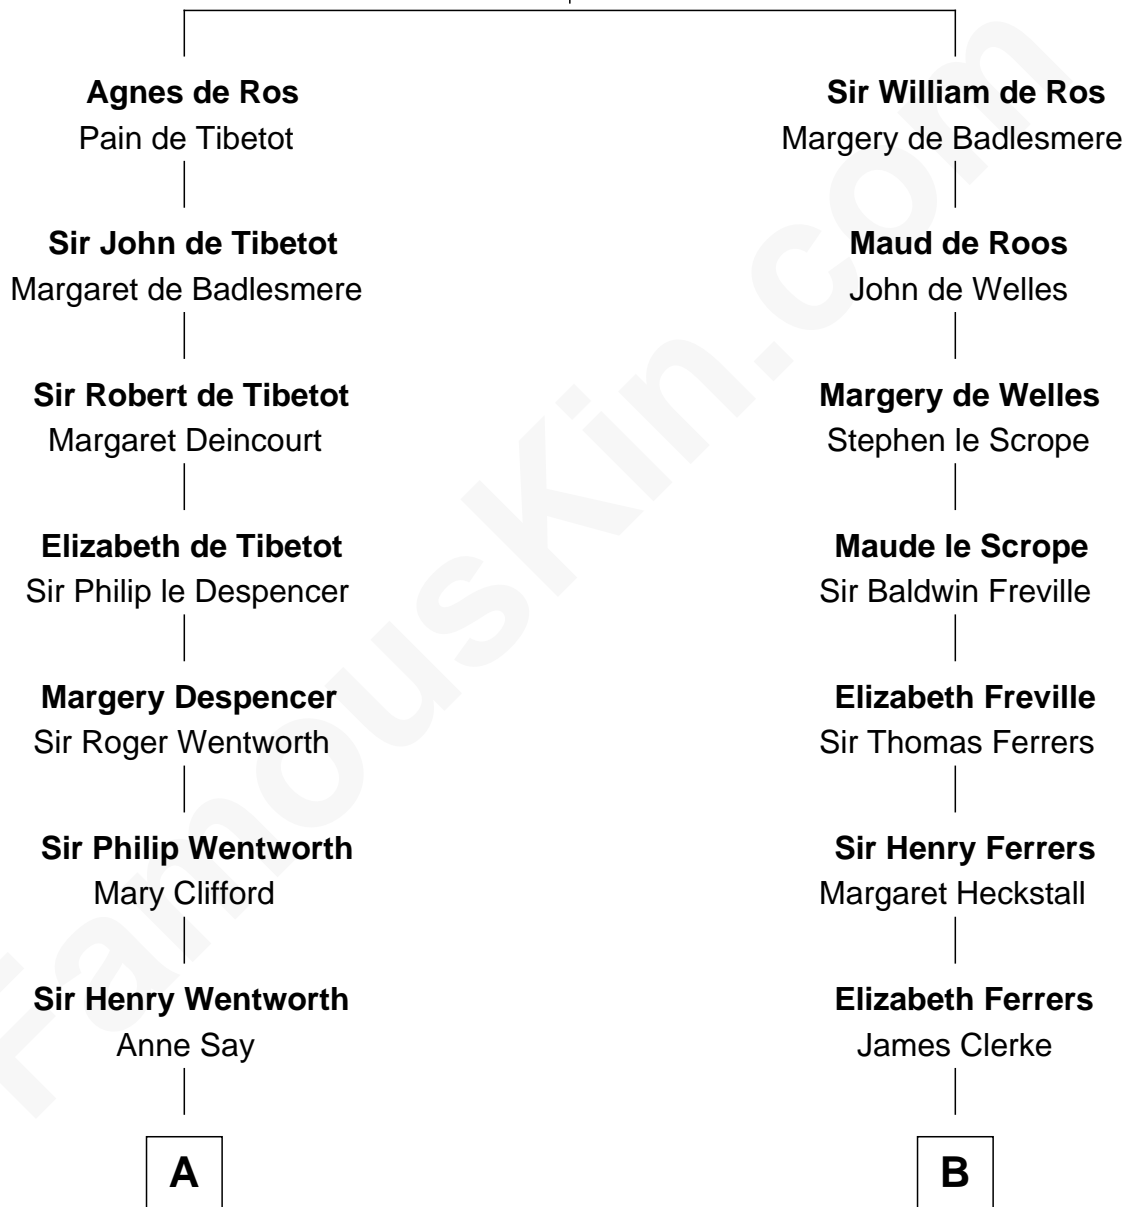 Agnes de Ros
Pain de Tibetot
Sir John de Tibetot
Margaret de Badlesmere
Sir Robert de Tibetot
Margaret Deincourt
Elizabeth de Tibetot
Sir Philip le Despencer
Margery Despencer
Sir Roger Wentworth
Sir Philip Wentworth
Mary Clifford
Sir Henry Wentworth
Anne Say
A
Sir William de Ros
Margery de Badlesmere
Maud de Roos
John de Welles
Margery de Welles
Stephen le Scrope
Maude le Scrope
Sir Baldwin Freville
Elizabeth Freville
Sir Thomas Ferrers
Sir Henry Ferrers
Margaret Heckstall
Elizabeth Ferrers
James Clerke
B
FamousKin.com